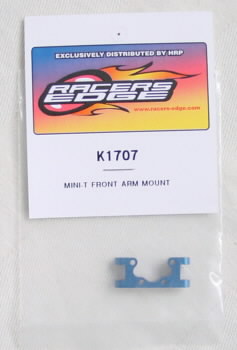 EXCLUSIVELY DISTRIBUTED BY HRP
RACERS
EDGE
www.racers-edge.com
K1707
MINI-T FRONT ARM MOUNT